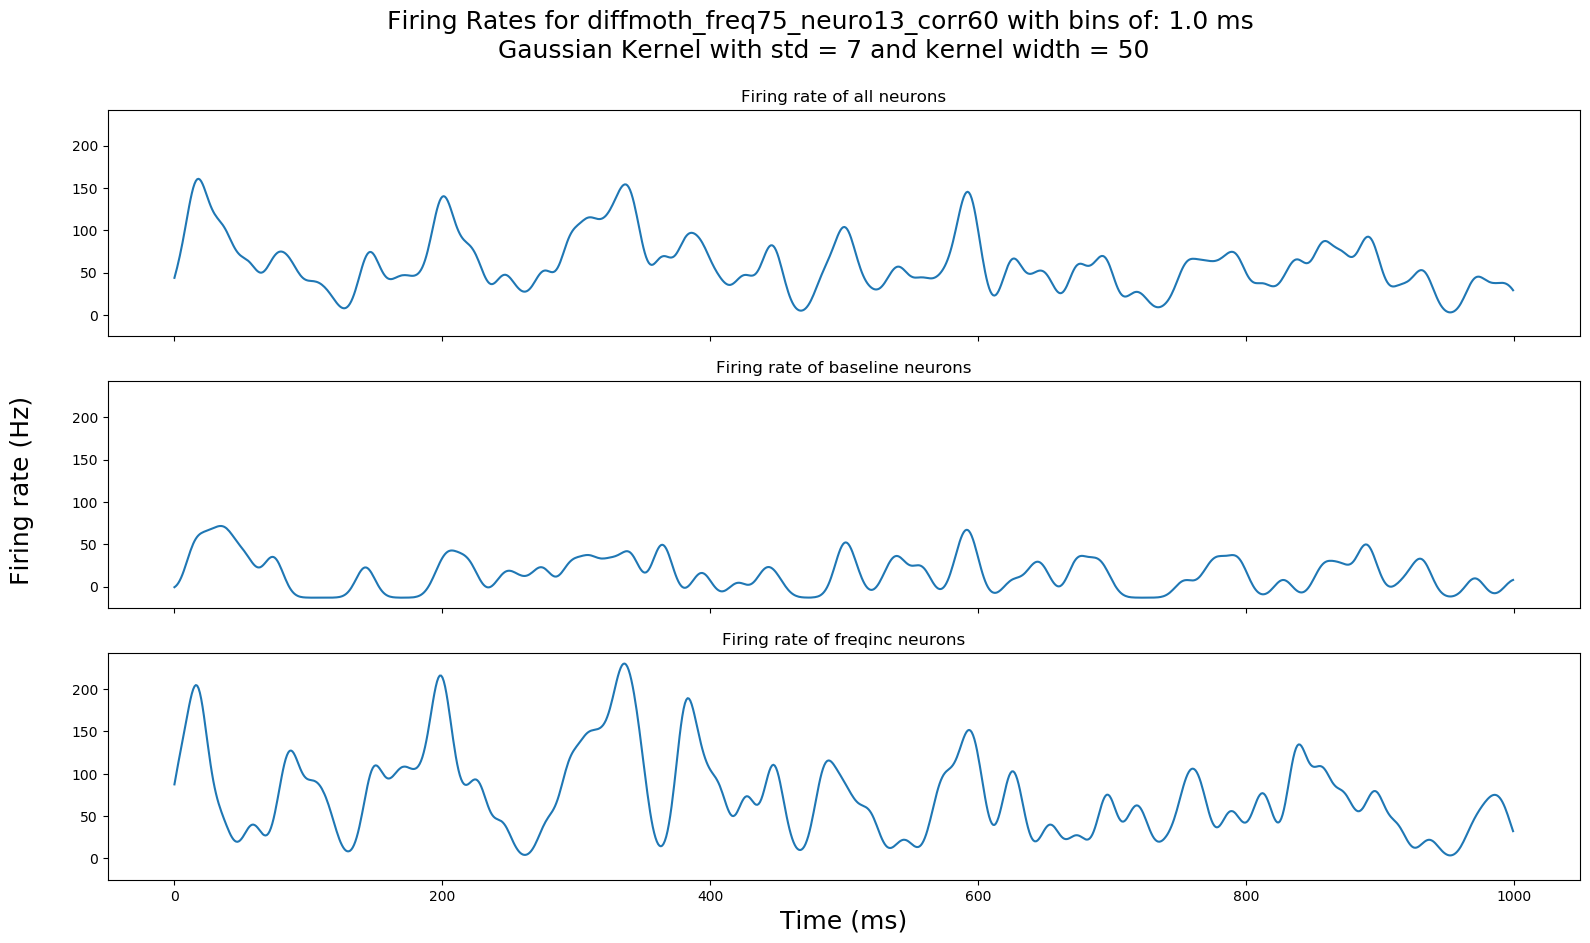 Firing Rates for diffmoth_freq75_neuro13_corr60 with bins of: 1.0 ms
Gaussian Kernel with std = 7 and kernel width = 50
Firing rate of all neurons
200
150
100
50
0
Firing rate of baseline neurons
200
150
100
50
0
Firing rate (Hz)
Firing rate of freqinc neurons
200
150
100
50
0
0 200 400 600 800 1000
Time (ms)